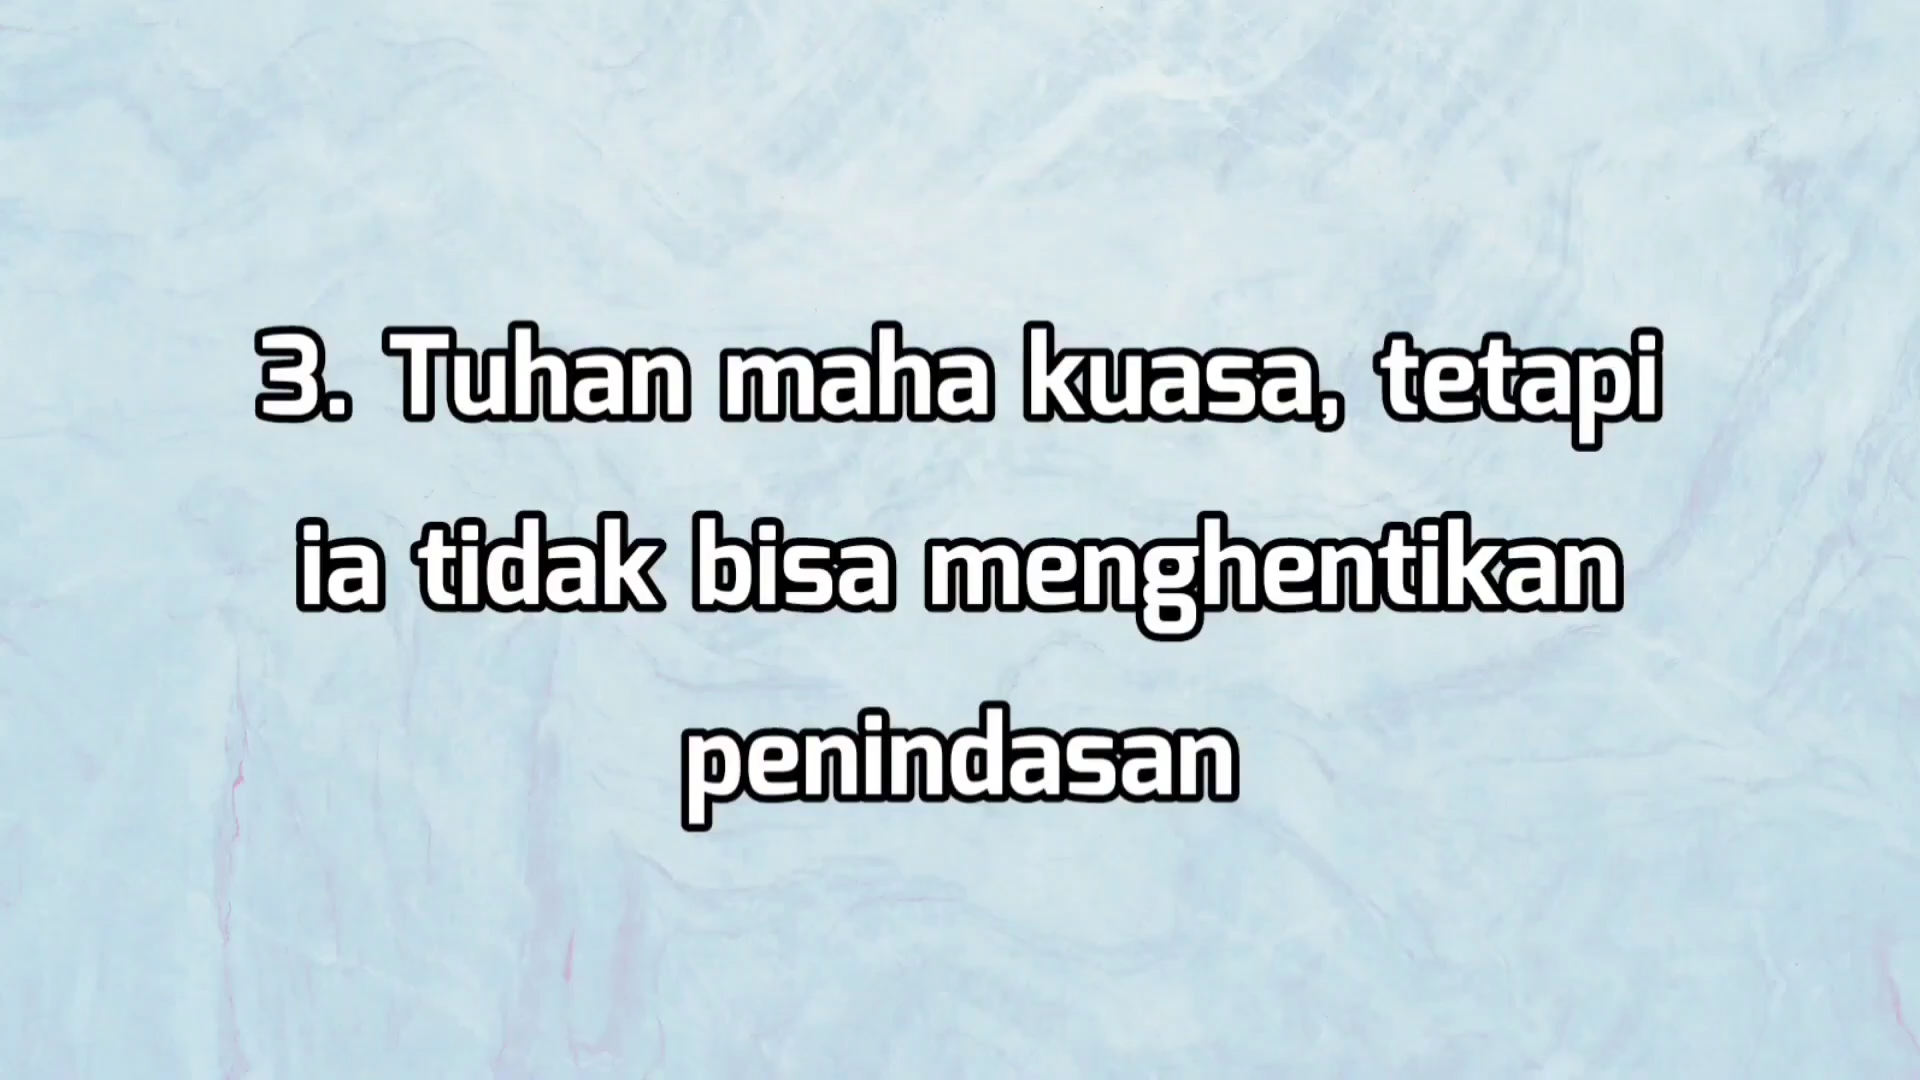 3. Tuhan maha kuasa, tetapi
ia tidak bisa menghentikan
penindasan